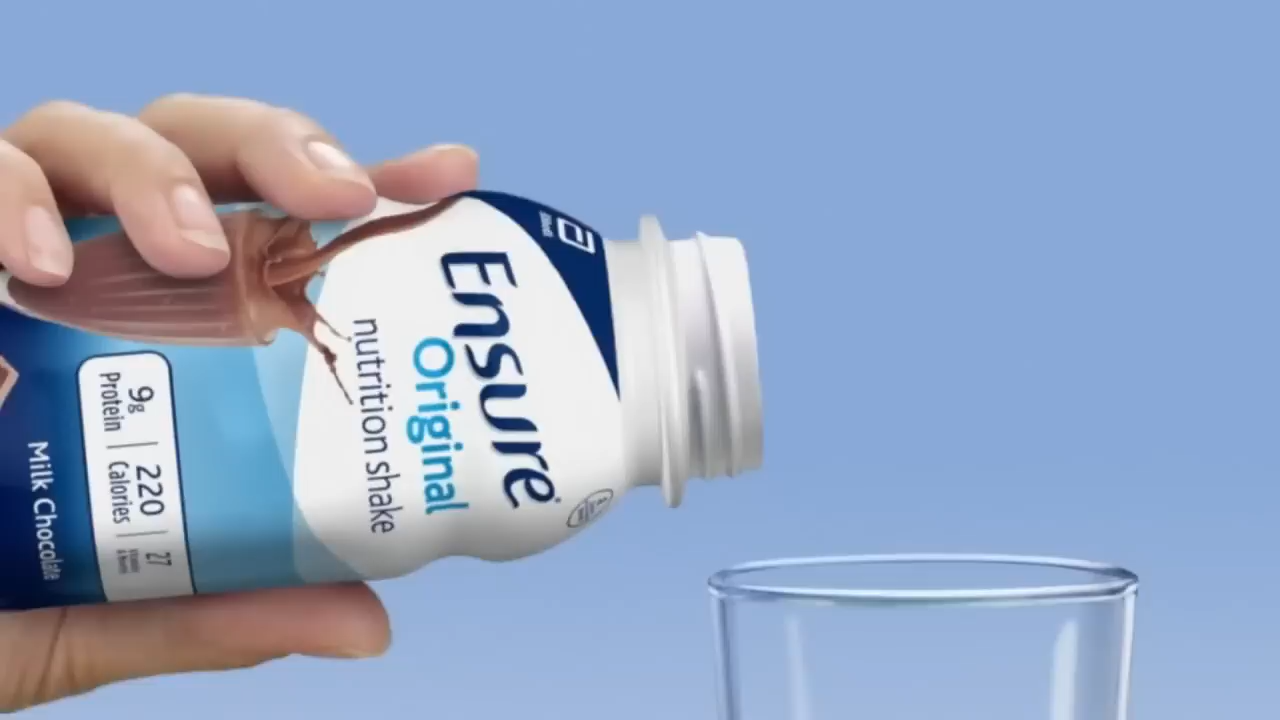 Ensure
Original
nutrition shake
9g
Protein
220
Calories
27
Milk Chocolate